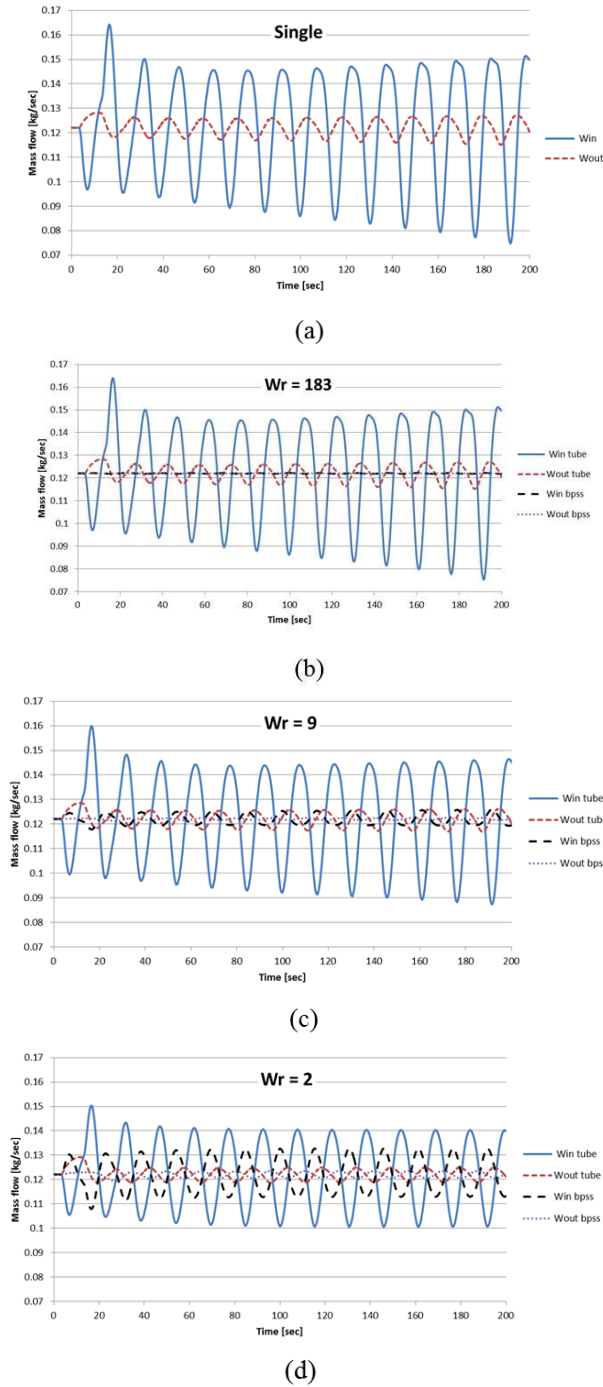 Single
Mass flow [kg/sec]
0.17
0.16
0.15
0.14
0.13
0.12
0.11
0.1
0.09
0.08
0.07
0 20 40 60 80 100 120 140 160 180 200
Time [sec]
Win
Wout
(a)
Wr = 183
Mass flow [kg/sec]
0.17
0.16
0.15
0.14
0.13
0.12
0.11
0.1
0.09
0.08
0.07
0 20 40 60 80 100 120 140 160 180 200
Time [sec]
Win tube
Wout tube
Win bpss
Wout bpss
(b)
Wr = 9
Mass flow [kg/sec]
0.17
0.16
0.15
0.14
0.13
0.12
0.11
0.1
0.09
0.08
0.07
0 20 40 60 80 100 120 140 160 180 200
Time [sec]
Win tube
Wout tub
Win bpss
Wout bpss
(c)
Wr = 2
Mass flow [kg/sec]
0.17
0.16
0.15
0.14
0.13
0.12
0.11
0.1
0.09
0.08
0.07
0 20 40 60 80 100 120 140 160 180 200
Time [sec]
Win tube
Wout tube
Win bpss
Wout bpss
(d)